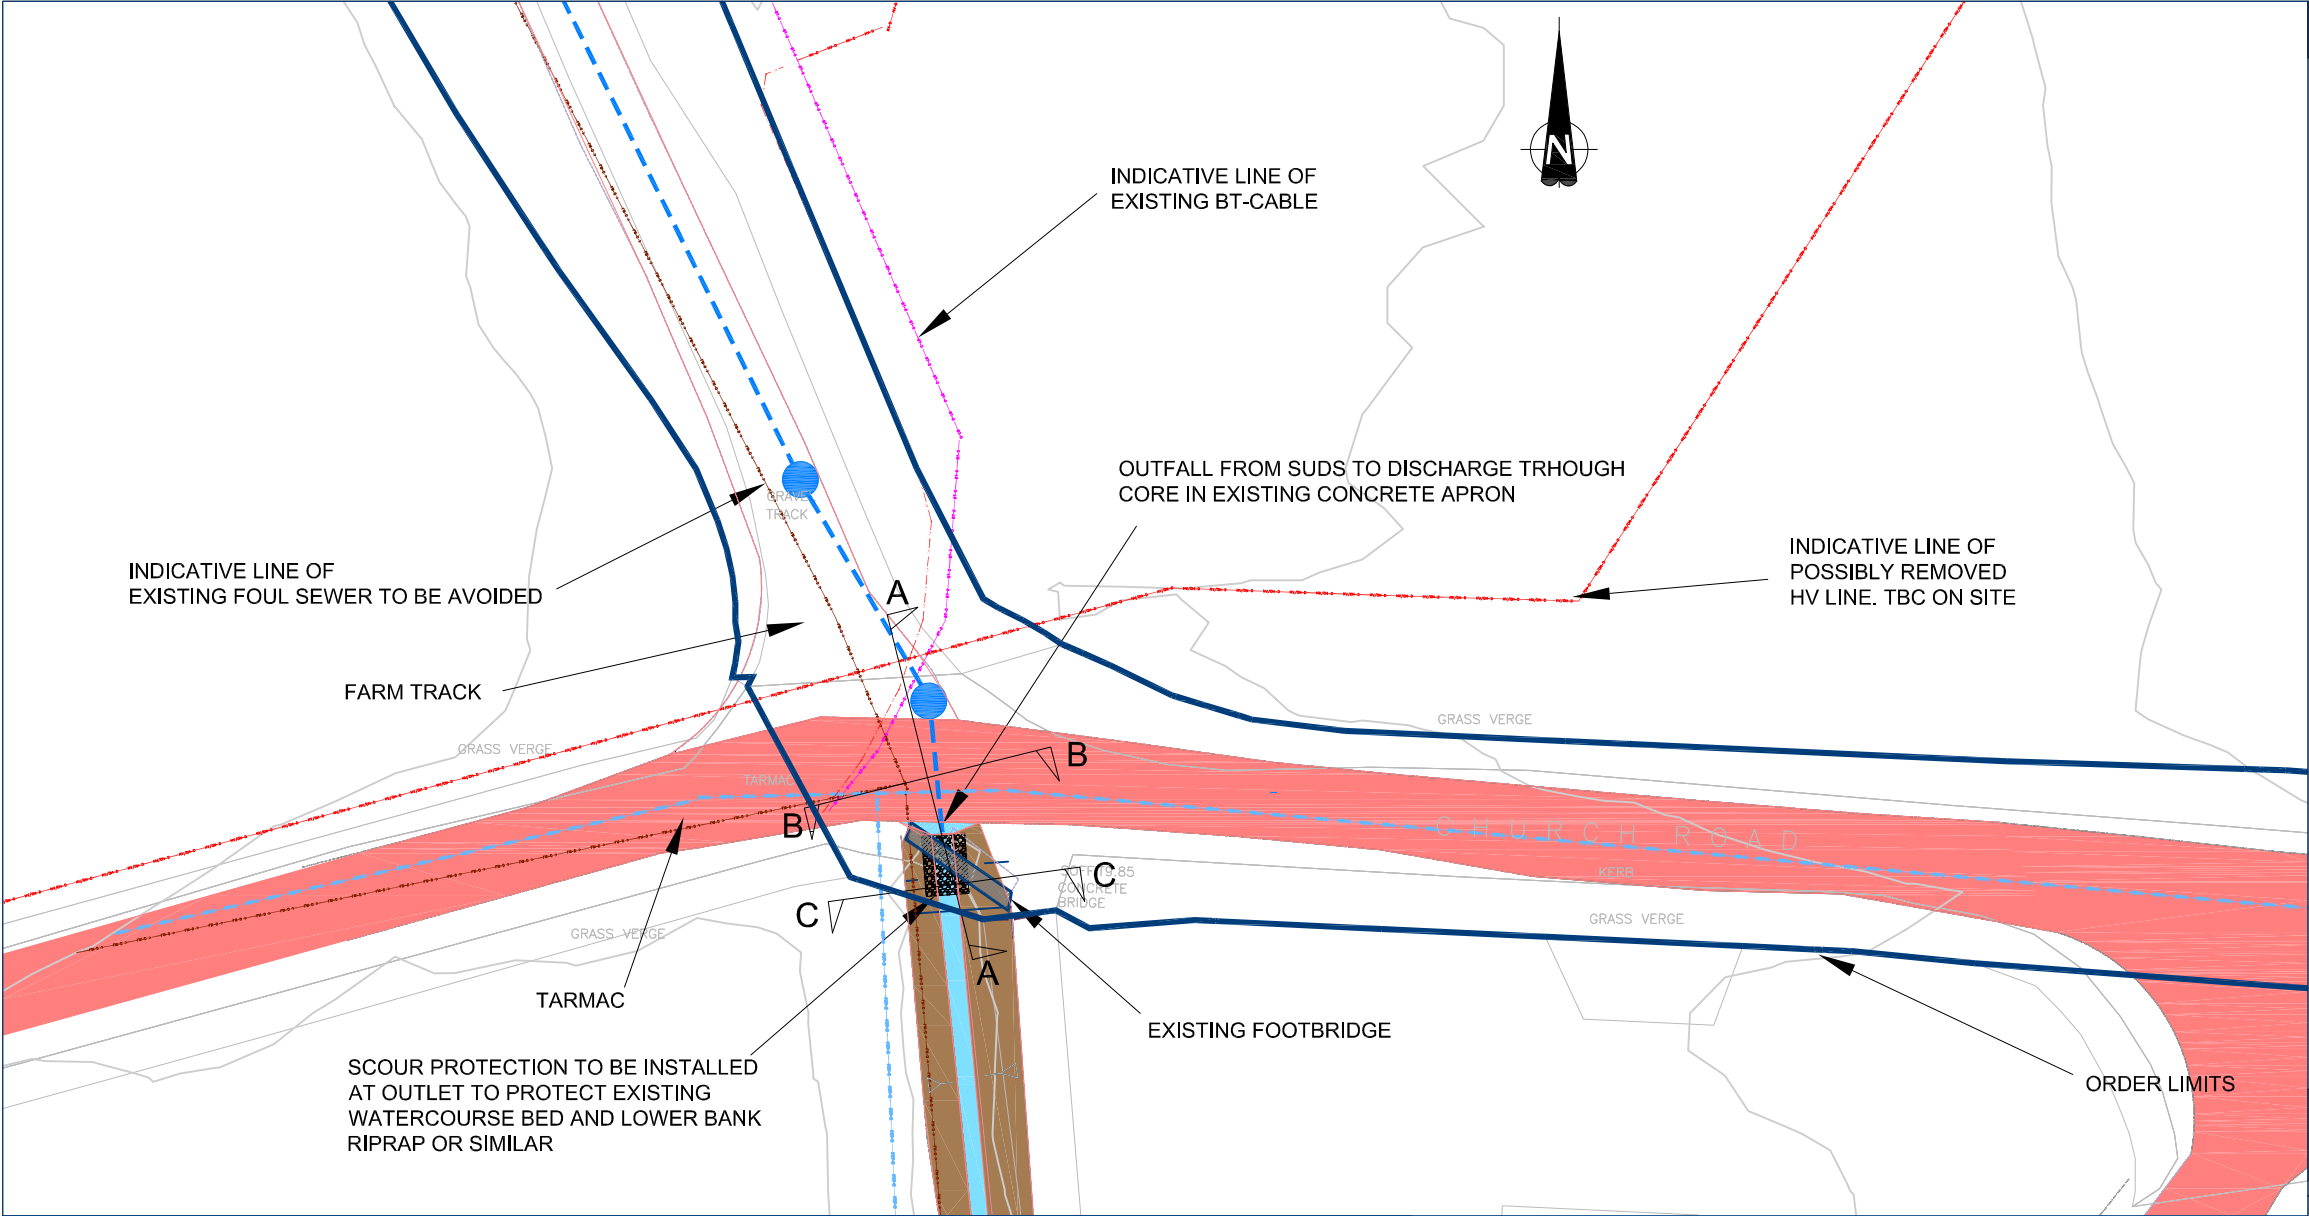 N
INDICATIVE LINE OF
EXISTING BT-CABLE
OUTFALL FROM SUDS TO DISCHARGE TRHOUGH
CORE IN EXISTING CONCRETE APRON
GRAVE
TRACK
INDICATIVE LINE OF
POSSIBLY REMOVED
HV LINE. TBC ON SITE
INDICATIVE LINE OF
EXISTING FOUL SEWER TO BE AVOIDED
A
FARM TRACK
GRASS VERGE
GRASS VERGE
B
TARMAC
B
CHURCH ROAD
19.85
CONCRETE
BRIDGE
C
KERB
C
GRASS VERGE
GRASS VERGE
A
TARMAC
EXISTING FOOTBRIDGE
SCOUR PROTECTION TO BE INSTALLED
AT OUTLET TO PROTECT EXISTING
WATERCOURSE BED AND LOWER BANK
RIPRAP OR SIMILAR
ORDER LIMITS